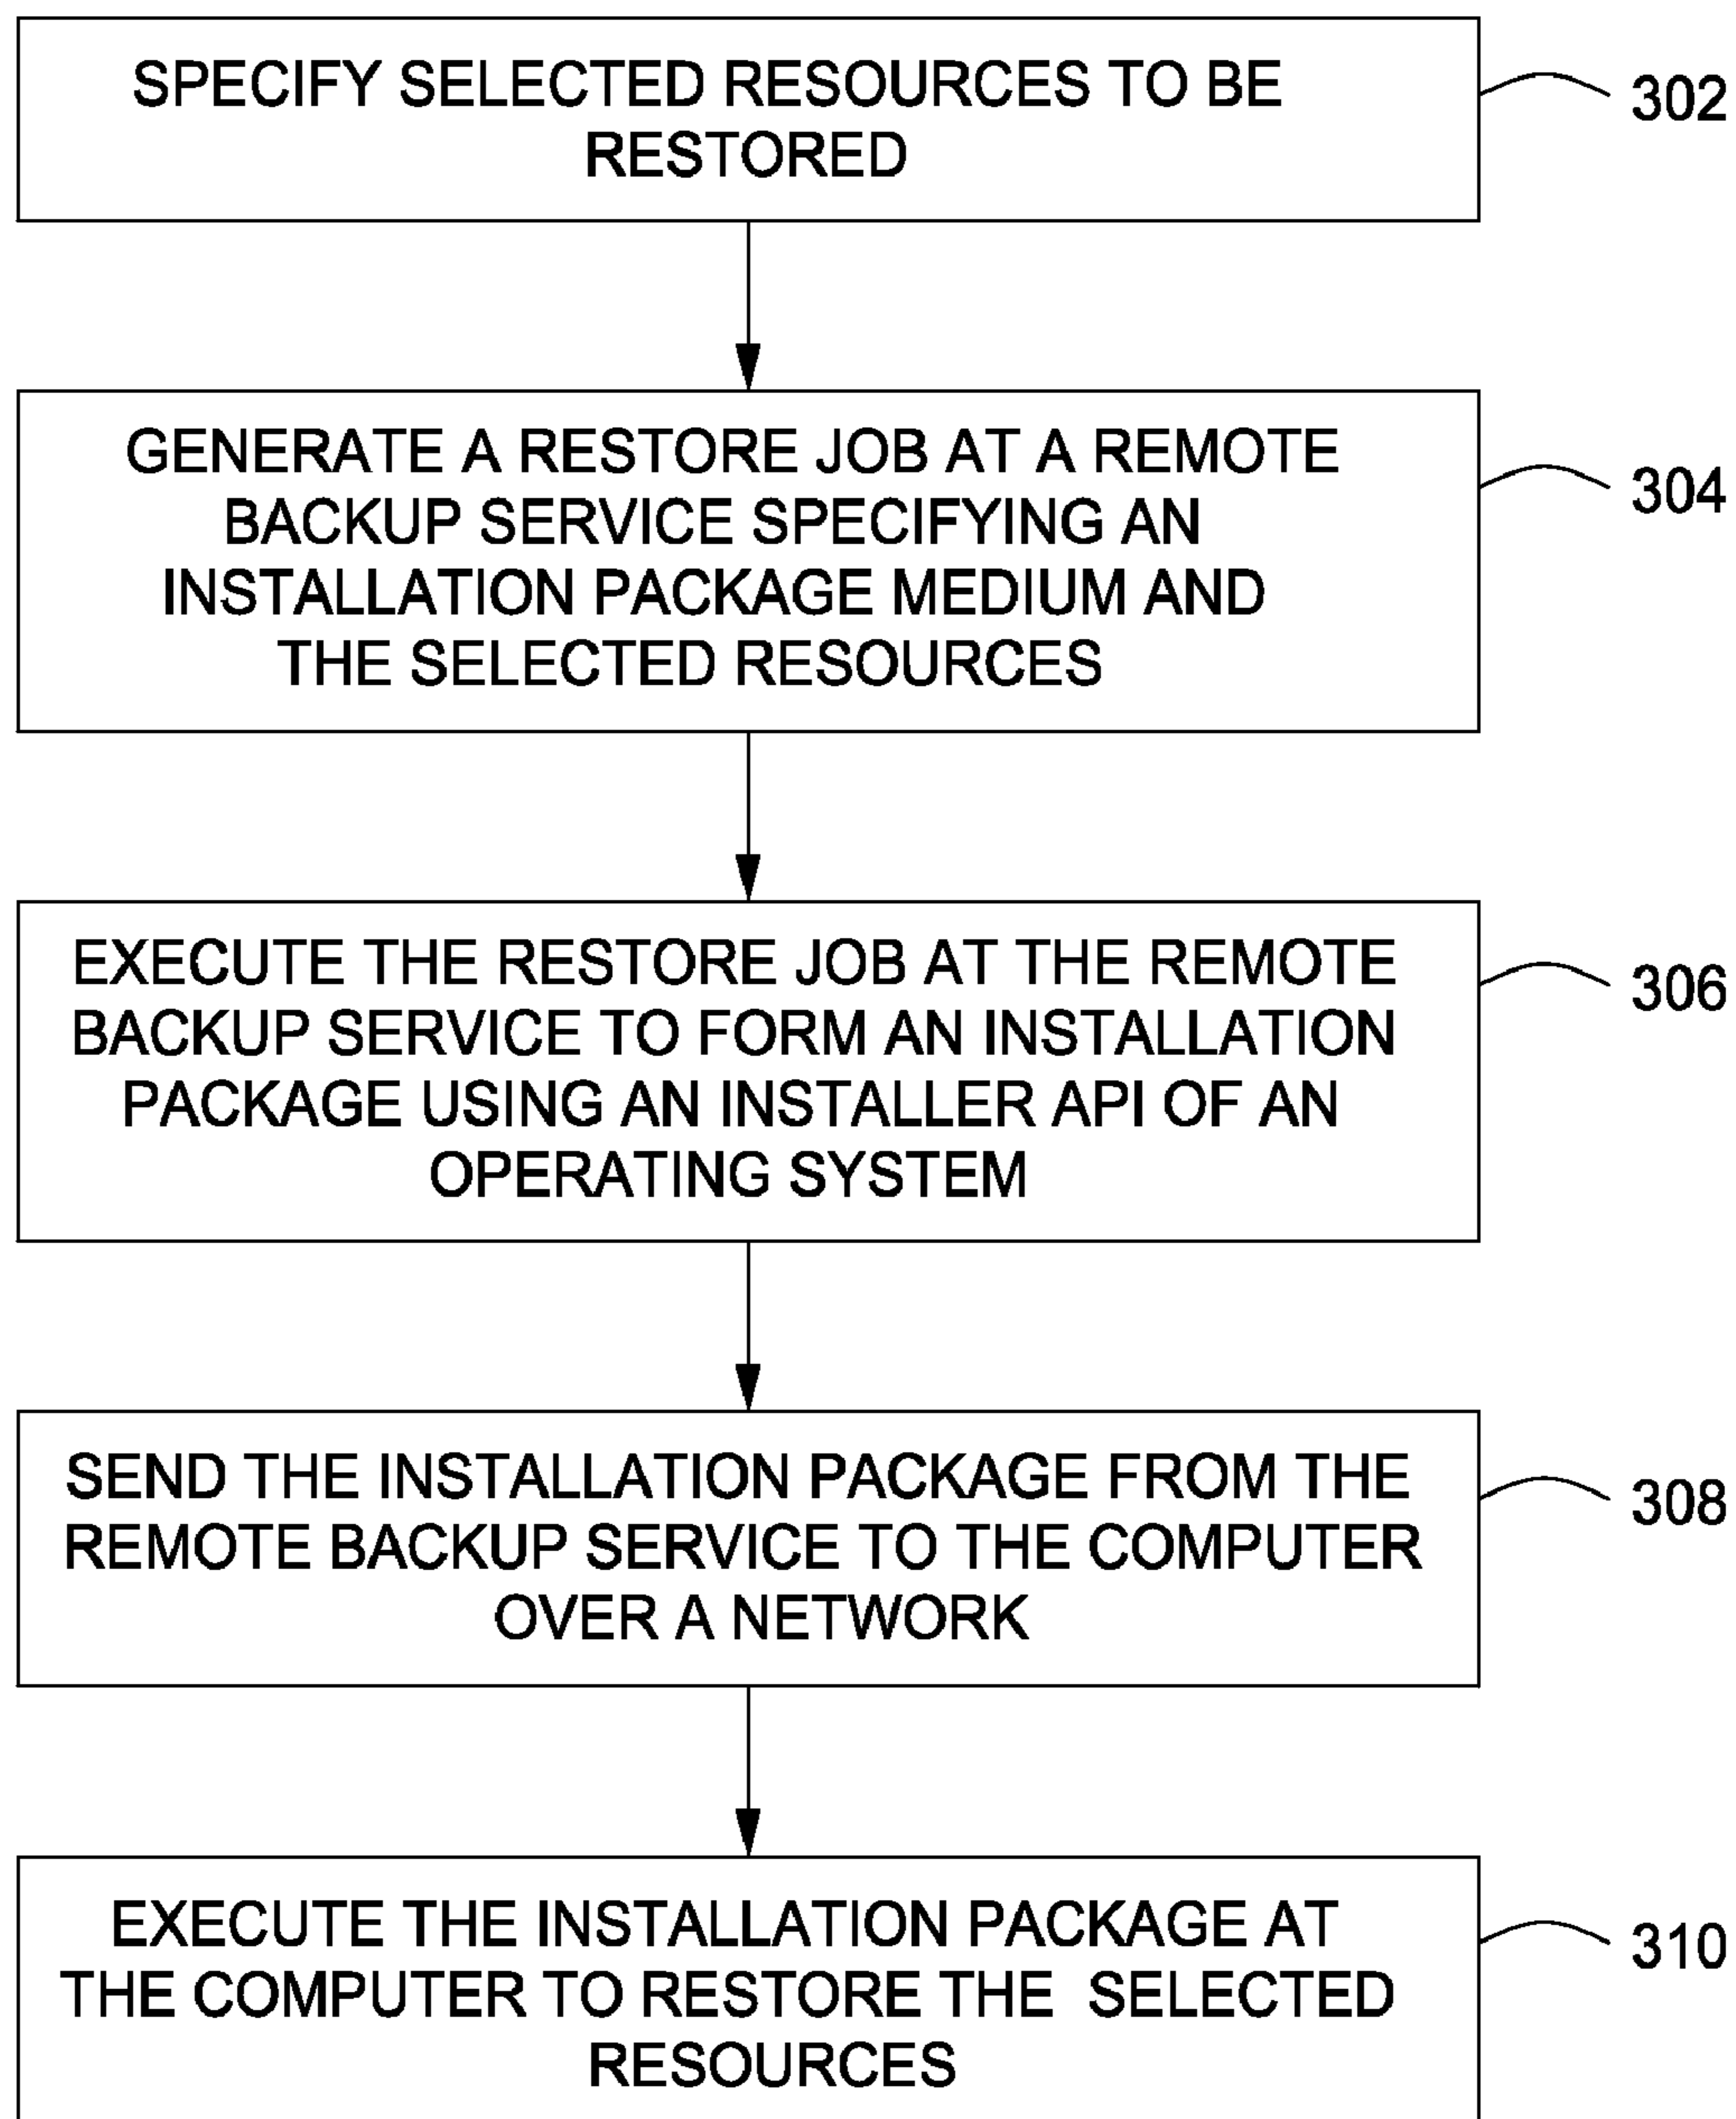 SPECIFY SELECTED RESOURCES TO BE
RESTORED
302
GENERATE A RESTORE JOB AT A REMOTE
BACKUP SERVICE SPECIFYING AN
INSTALLATION PACKAGE MEDIUM AND
THE SELECTED RESOURCES
304
EXECUTE THE RESTORE JOB AT THE REMOTE
BACKUP SERVICE TO FORM AN INSTALLATION
PACKAGE USING AN INSTALLER API OF AN
OPERATING SYSTEM
306
SEND THE INSTALLATION PACKAGE FROM THE
REMOTE BACKUP SERVICE TO THE COMPUTER
OVER A NETWORK
308
EXECUTE THE INSTALLATION PACKAGE AT
THE COMPUTER TO RESTORE THE SELECTED
RESOURCES
310